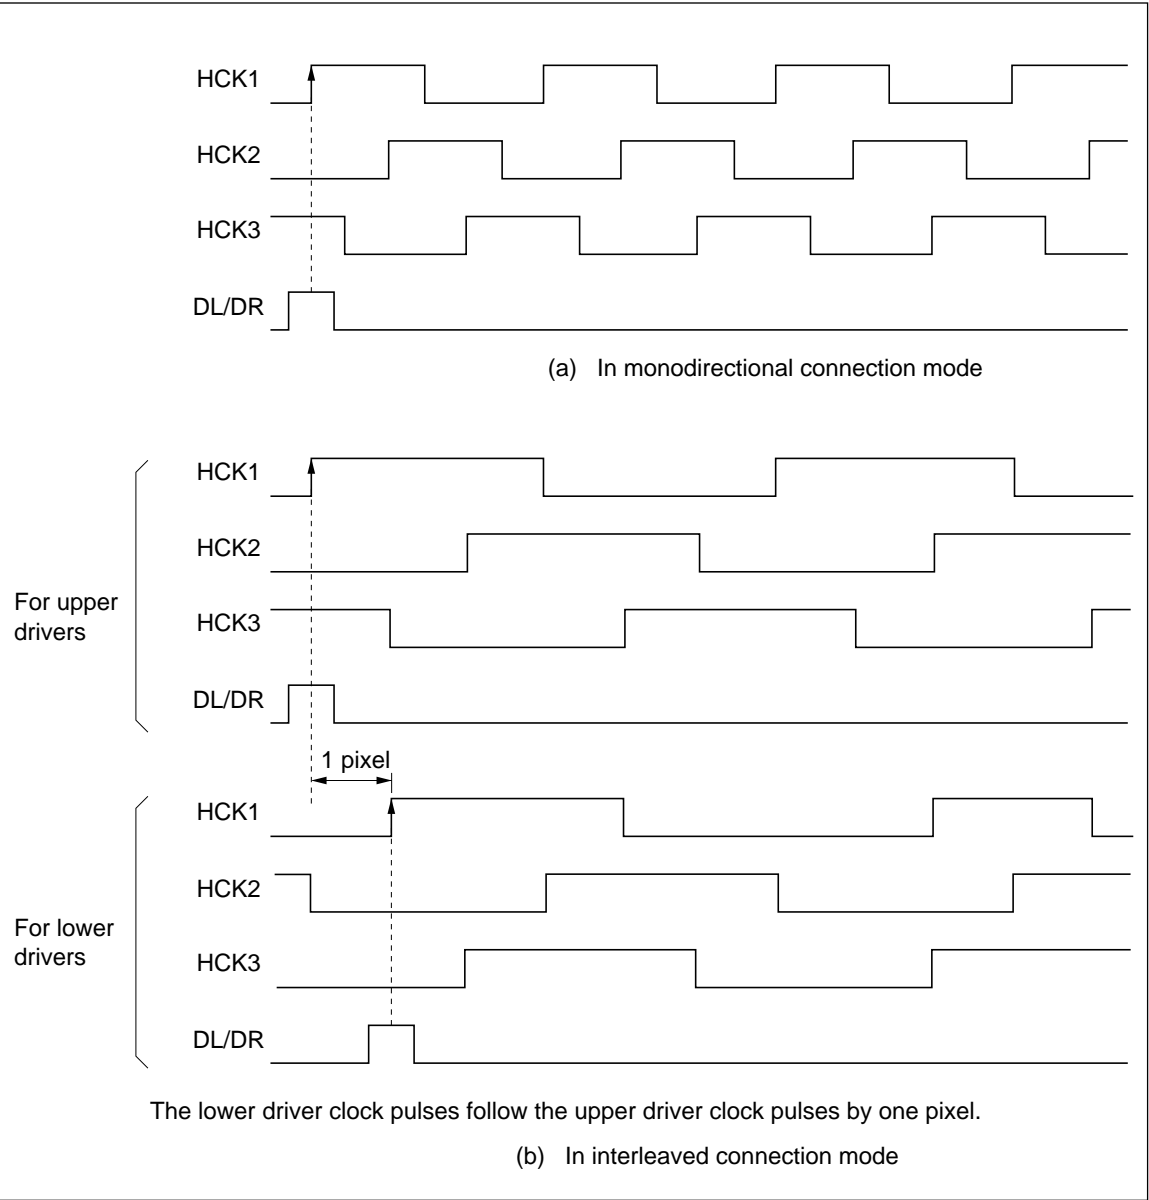 HCK1
HCK2
HCK3
DL/DR
(a) In monodirectional connection mode
For upper
drivers
HCK1
HCK2
HCK3
DL/DR
1 pixel
For lower
drivers
HCK1
HCK2
HCK3
DL/DR
The lower driver clock pulses follow the upper driver clock pulses by one pixel.
(b) In interleaved connection mode